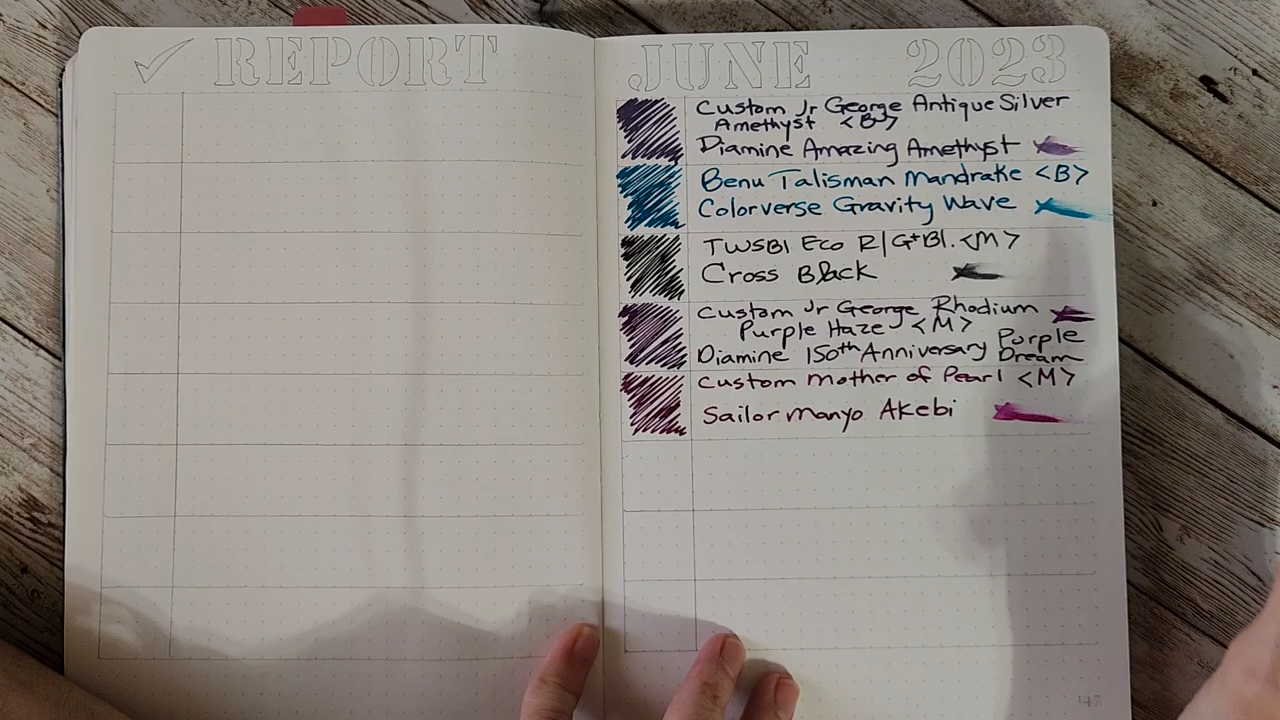 ✓ REPORT
JUNE 2023
Custom Jr George Antique Silver
Amethyst <B>
Diamine Amazing Amethyst
Benu Talisman Mandrake <B>
Colorverse Gravity Wave
TWSBI Eco R/G+Bl. <M>
Cross Black
Custom Jr George Rhodium
Purple Haze <M>
Diamine 150th Anniversary Purple
Dream
Custom Mother of Pearl <M>
Sailor Manyo Akebi
147